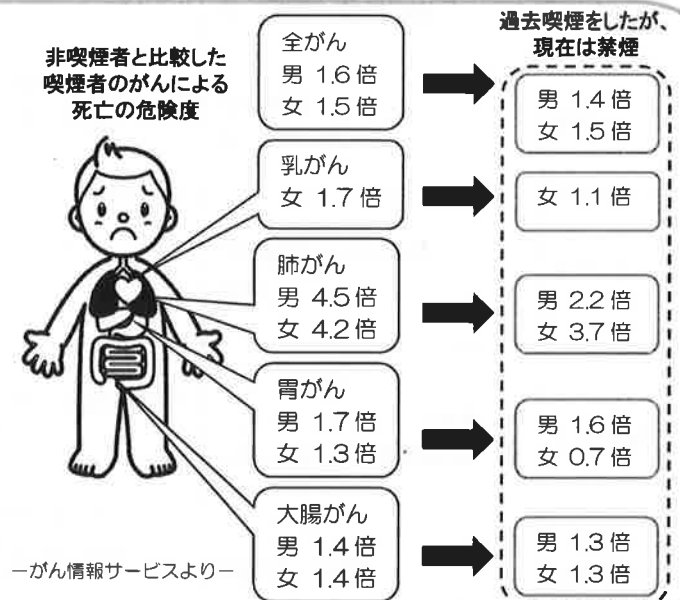 非喫煙者と比較した
喫煙者のがんによる
死亡の危険度
全がん
男 1.6 倍
女 1.5 倍
乳がん
女 1.7 倍
肺がん
男 4.5 倍
女 4.2 倍
胃がん
男 1.7 倍
女 1.3 倍
大腸がん
男 1.4 倍
女 1.4 倍
過去喫煙をしたが、
現在は禁煙
男 1.4 倍
女 1.5 倍
女 1.1 倍
男 2.2 倍
女 3.7 倍
男 1.6 倍
女 0.7 倍
男 1.3 倍
女 1.3 倍
－がん情報サービスより－